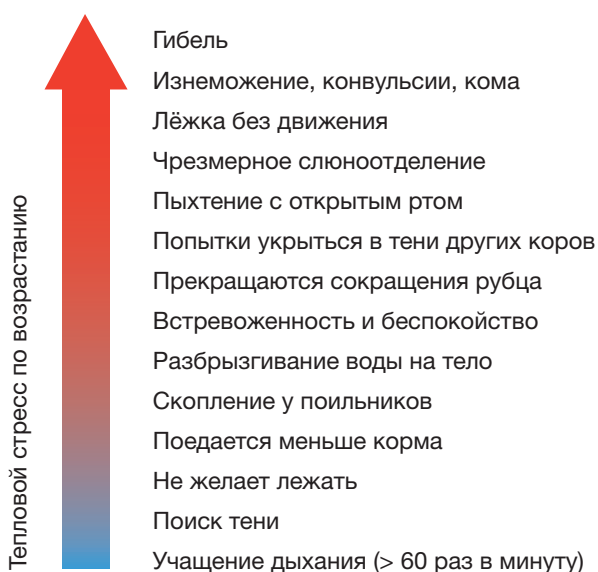 Гибель
Изнеможение, конвульсии, кома
Лёжка без движения
Чрезмерное слюноотделение
Пыхтение с открытым ртом
Попытки укрыться в тени других коров
Прекращаются сокращения рубца
Встревоженность и беспокойство
Разбрызгивание воды на тело
Скопление у поильников
Поедается меньше корма
Не желает лежать
Поиск тени
Учащение дыхания (> 60 раз в минуту)
Тепловой стресс по возрастанию